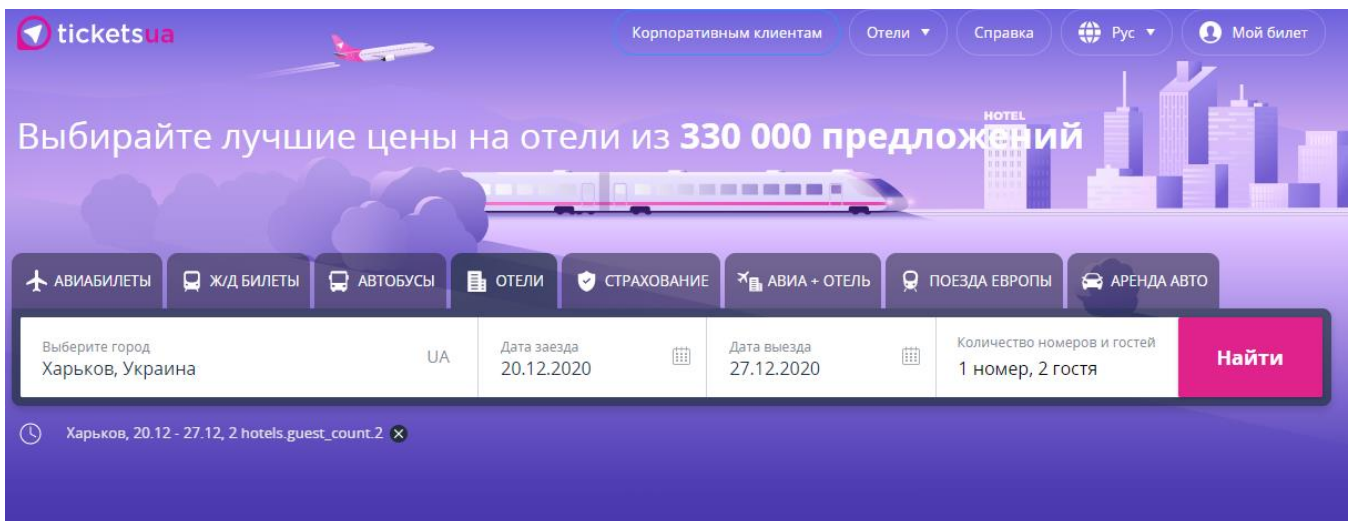 ticketsua
Корпоративным клиентам
Отели
Справка
Рус
Мой билет
HOTEL
Выбирайте лучшие цены на отели из 330 000 предложений
АВИАБИЛЕТЫ
Ж/Д БИЛЕТЫ
АВТОБУСЫ
ОТЕЛИ
СТРАХОВАНИЕ
АВИА + ОТЕЛЬ
ПОЕЗДА ЕВРОПЫ
АРЕНДА АВТО
Выберите город
Харьков, Украина
UA
Дата заезда
20.12.2020
Дата выезда
27.12.2020
Количество номеров и гостей
1 номер, 2 гостя
Найти
Харьков, 20.12 - 27.12, 2 hotels.guest_count.2